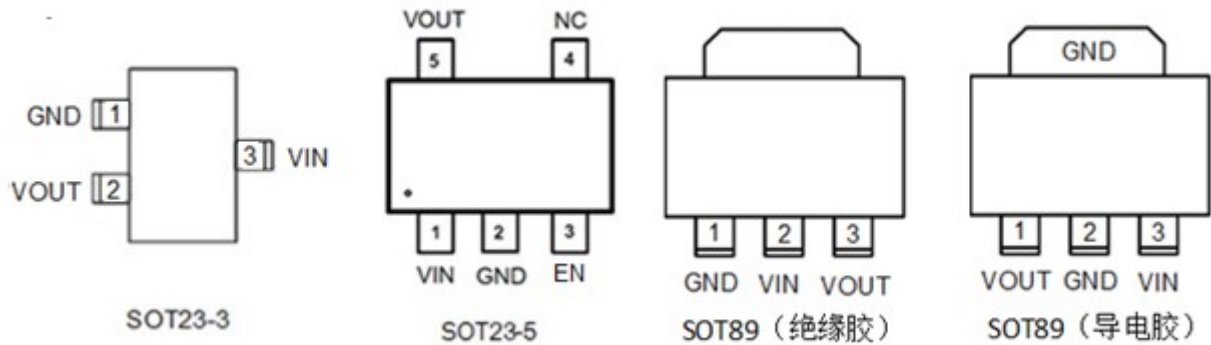 GND 1
VOUT 2
3 VIN
SOT23-3
VOUT NC
5 4
1 2 3
VIN GND EN
SOT23-5
1 2 3
GND VIN VOUT
SOT89（绝缘胶）
GND
1 2 3
VOUT GND VIN
SOT89（导电胶）